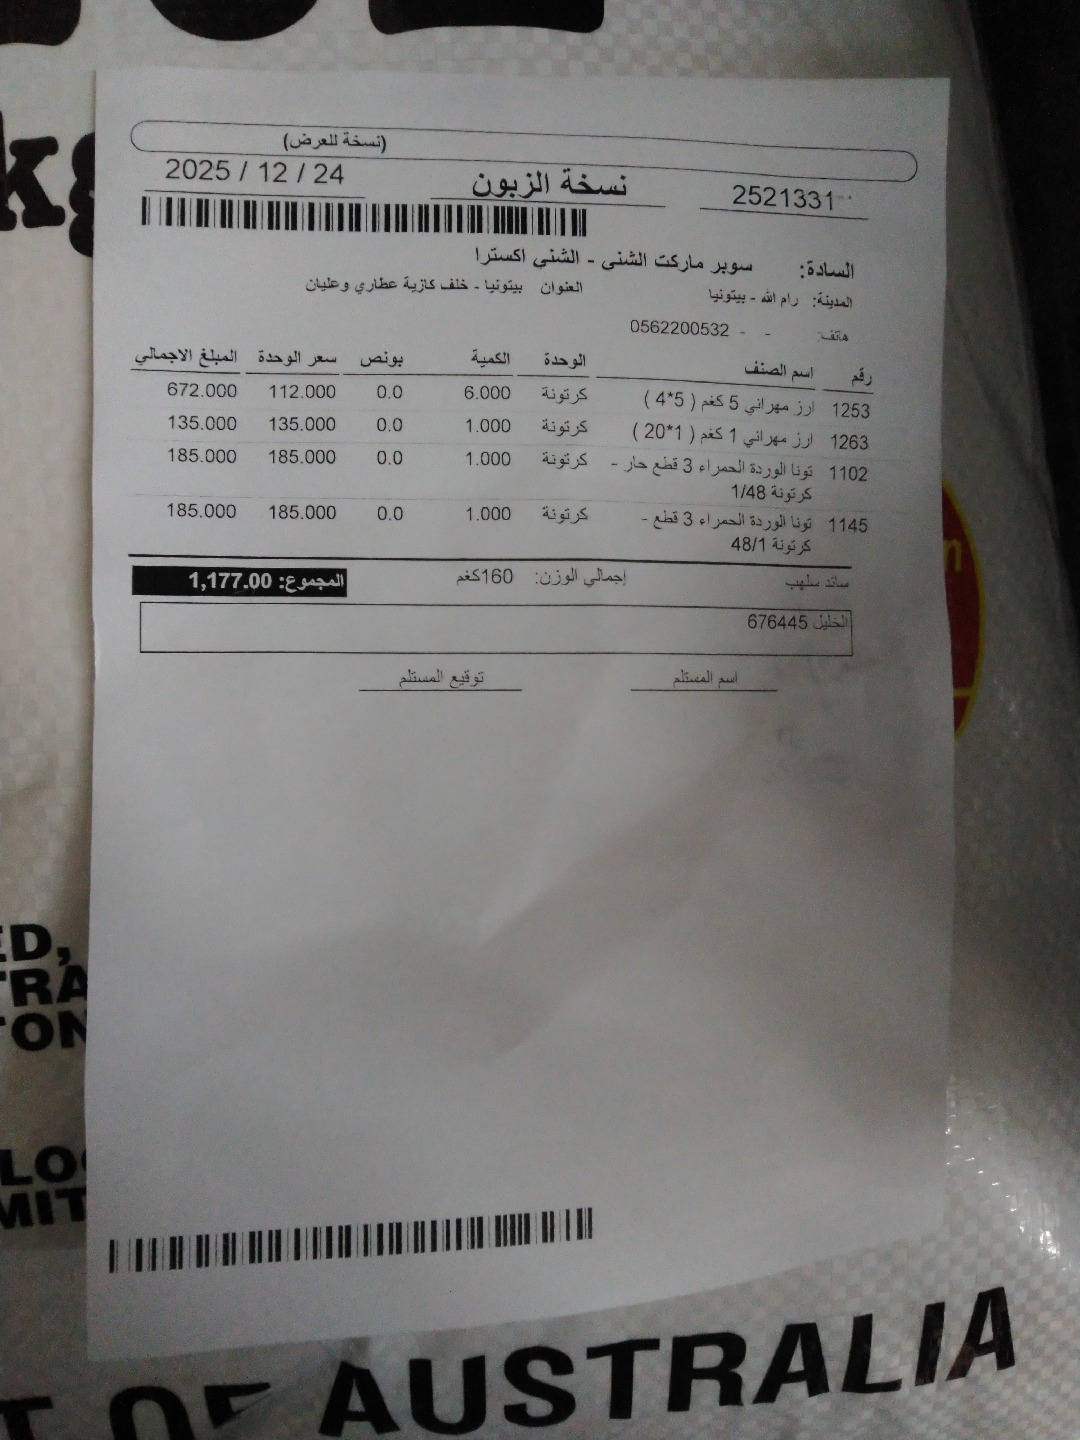 (نسخة للعرض)
2521331
نسخة الزبون
2025 / 12 / 24
السادة: سوبر ماركت الشني - الشني اكسترا
المدينة: رام الله - بيتونيا العنوان بيتونيا - خلف كازية عطاري وعليان
هاتف: - - 0562200532
رقم اسم الصنف الوحدة الكمية بونص سعر الوحدة المبلغ الاجمالي
1253 ارز مهراني 5 كغم ( 5*4 ) كرتونة 6.000 0.0 112.000 672.000
1263 ارز مهراني 1 كغم ( 1*20 ) كرتونة 1.000 0.0 135.000 135.000
1102 تونا الوردة الحمراء 3 قطع حار - كرتونة 1.000 0.0 185.000 185.000
كرتونة 1/48
1145 تونا الوردة الحمراء 3 قطع - كرتونة 1.000 0.0 185.000 185.000
كرتونة 48/1
سائد سلهب إجمالي الوزن: 160كغم المجموع: 1,177.00
الخليل 676445
اسم المستلم توقيع المستلم
kg
OF AUSTRALIA